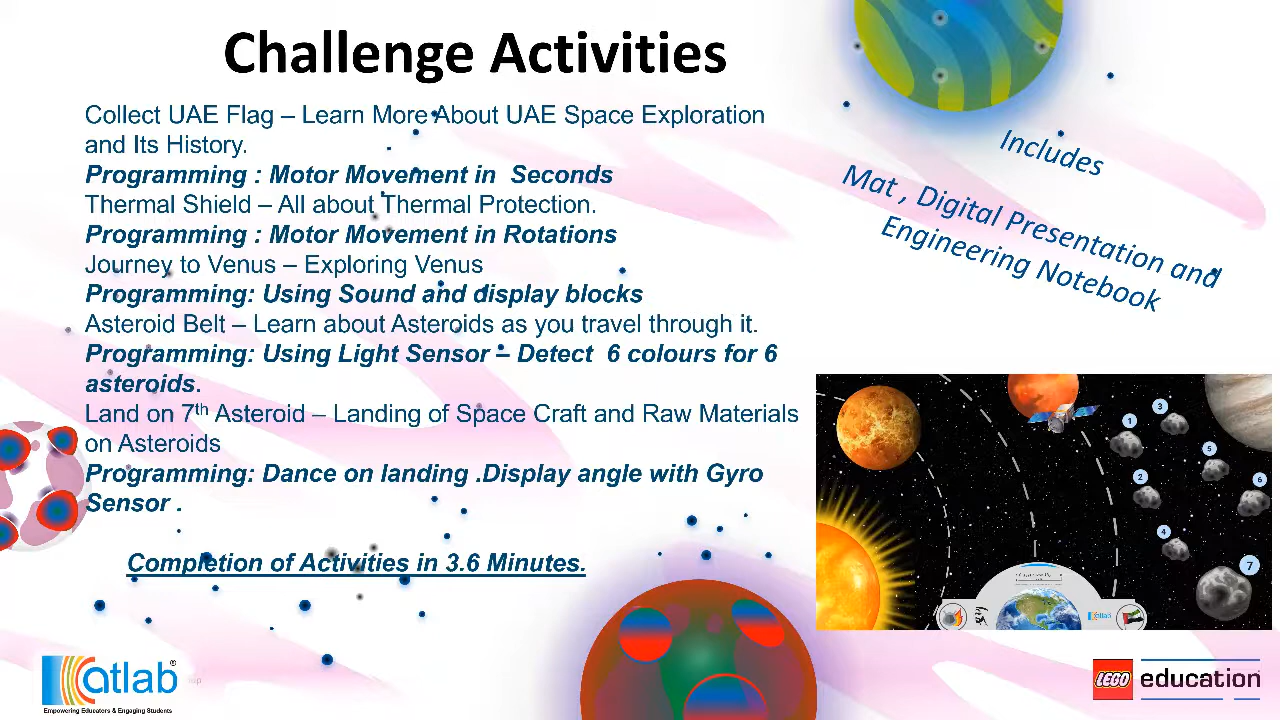 Challenge Activities
Collect UAE Flag – Learn More About UAE Space Exploration
and Its History.
Programming : Motor Movement in  Seconds
Thermal Shield – All about Thermal Protection.
Programming : Motor Movement in Rotations
Journey to Venus – Exploring Venus
Programming: Using Sound and display blocks
Asteroid Belt – Learn about Asteroids as you travel through it.
Programming: Using Light Sensor – Detect  6 colours for 6
asteroids.
Land on 7th Asteroid – Landing of Space Craft and Raw Materials
on Asteroids
Programming: Dance on landing .Display angle with Gyro
Sensor .
Completion of Activities in 3.6 Minutes.
Includes
Mat , Digital Presentation and
Engineering Notebook
1
3
5
2
6
4
7
atlab
atlab®
Empowering Educators & Engaging Students
LEGO education